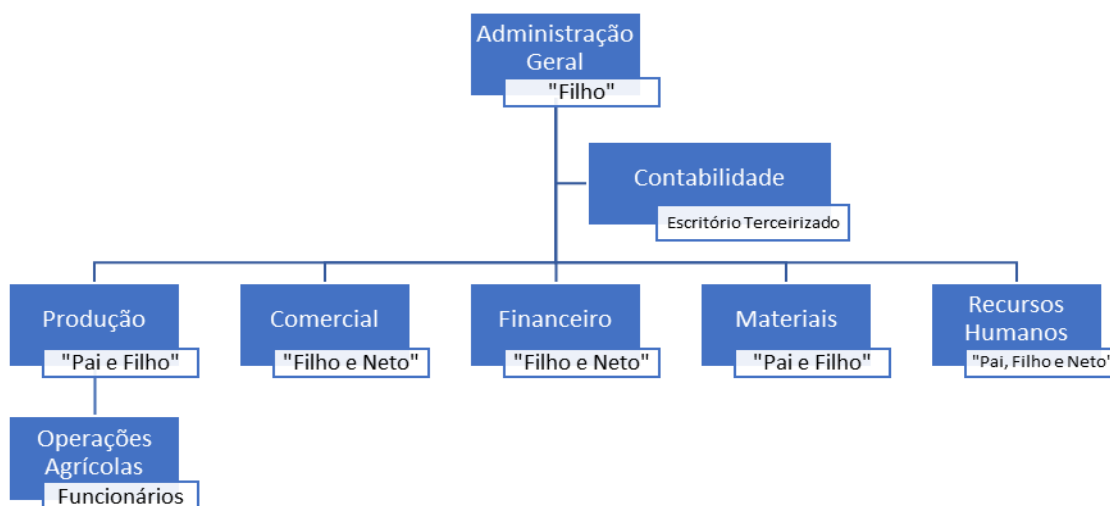 Administração
Geral
"Filho"
Contabilidade
Escritório Terceirizado
Produção
"Pai e Filho"
Comercial
"Filho e Neto"
Financeiro
"Filho e Neto"
Materiais
"Pai e Filho"
Recursos
Humanos
"Pai, Filho e Neto"
Operações
Agrícolas
Funcionários